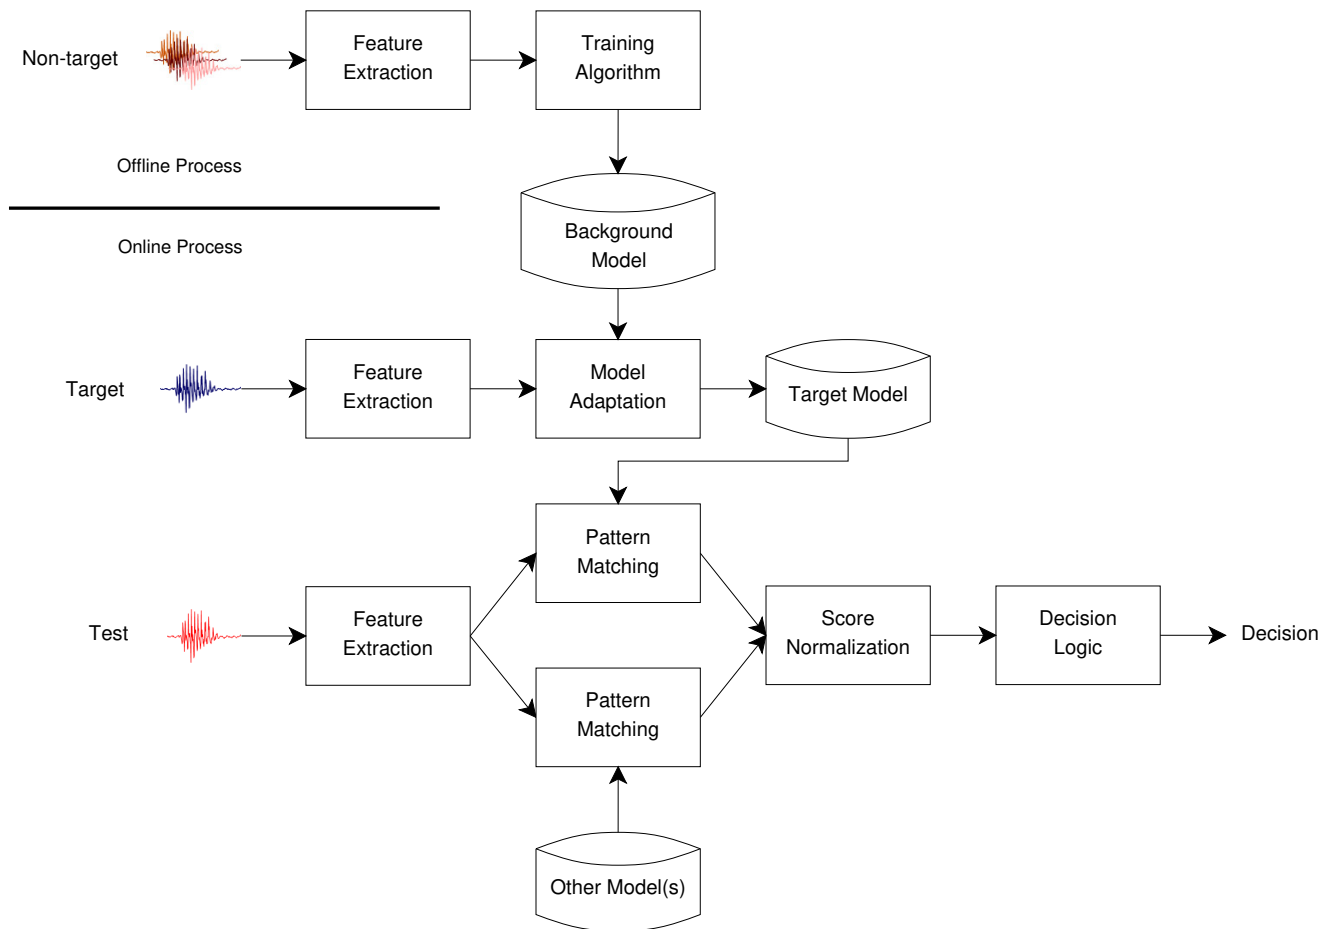 Non-target
Feature
Extraction
Training
Algorithm
Offline Process
Online Process
Background
Model
Target
Feature
Extraction
Model
Adaptation
Target Model
Pattern
Matching
Test
Feature
Extraction
Score
Normalization
Decision
Logic
Decision
Pattern
Matching
Other Model(s)